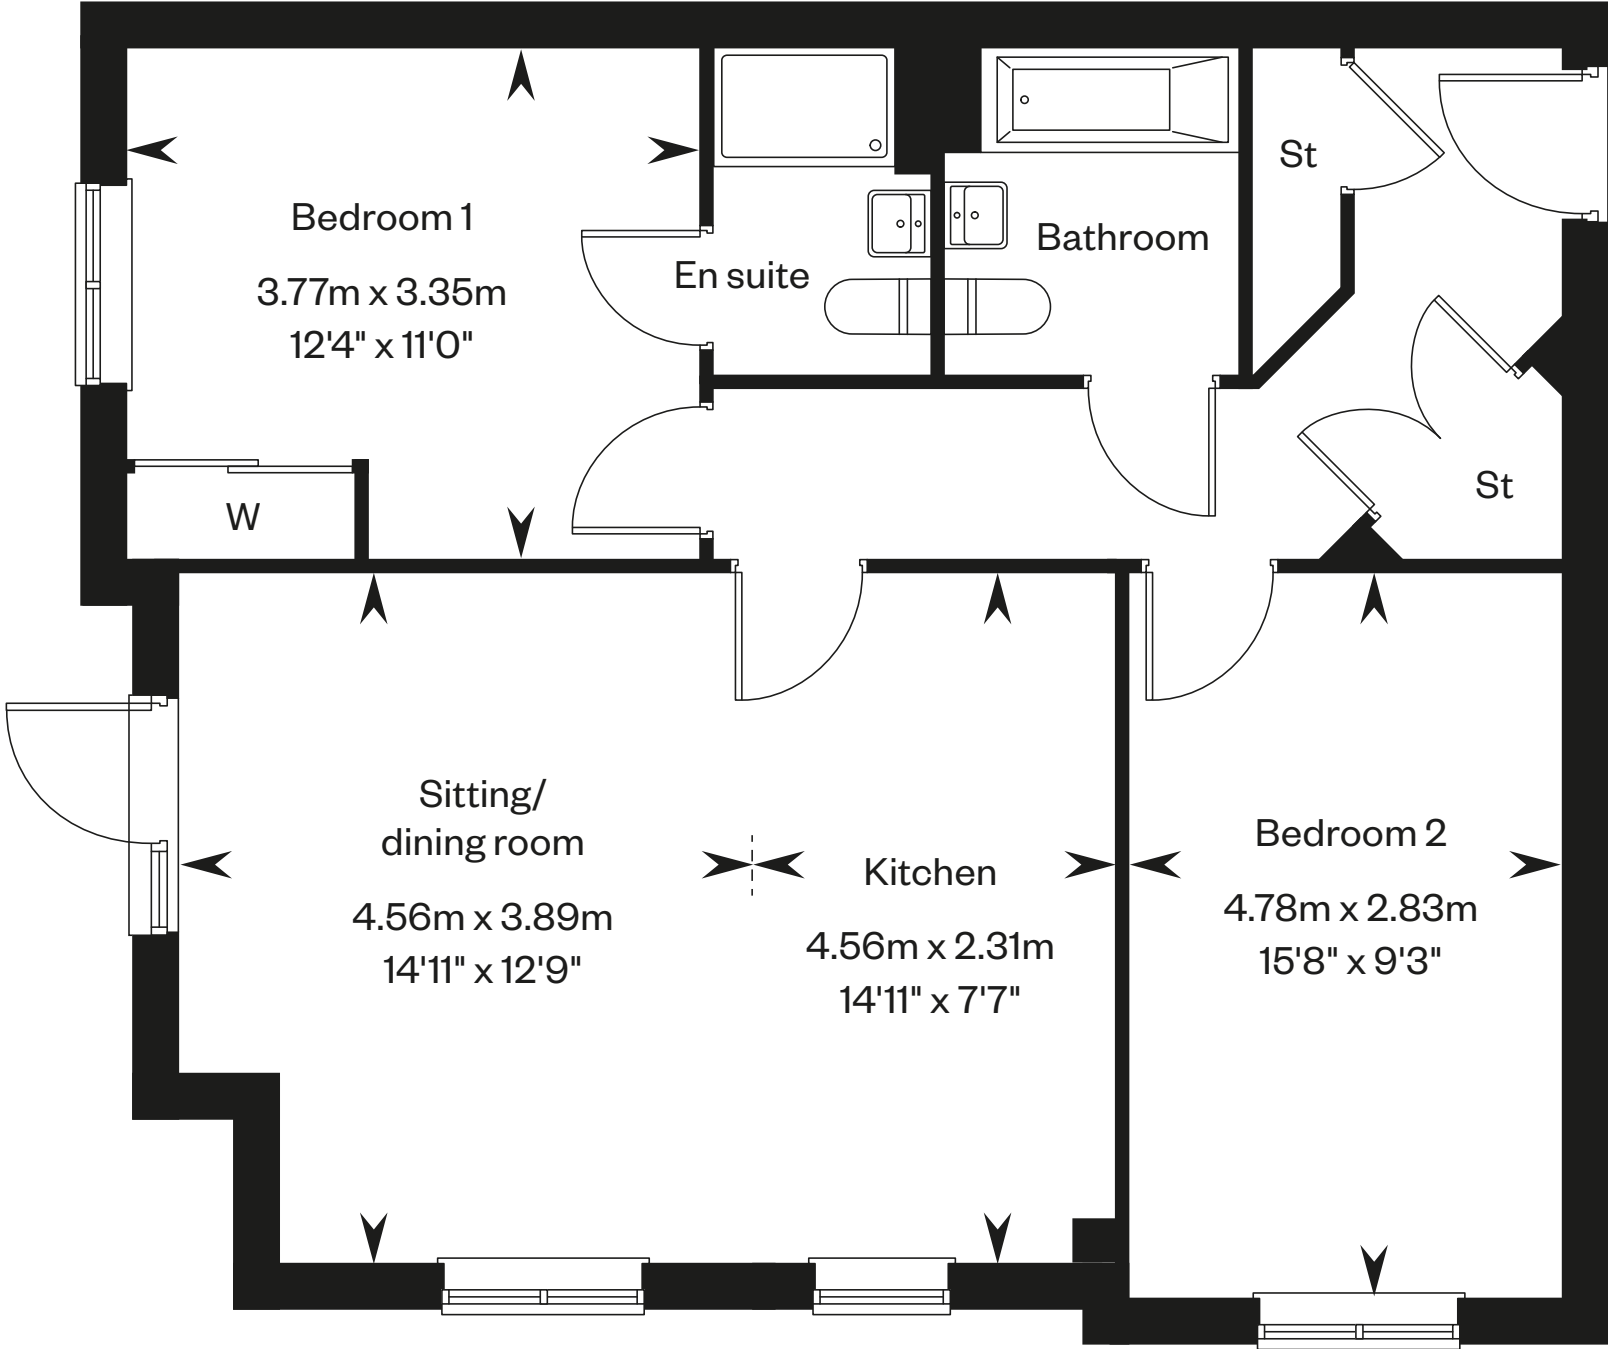 Bedroom 1
3.77m x 3.35m
12'4" x 11'0"
En suite
Bathroom
St
St
W
Sitting/
dining room
4.56m x 3.89m
14'11" x 12'9"
Kitchen
4.56m x 2.31m
14'11" x 7'7"
Bedroom 2
4.78m x 2.83m
15'8" x 9'3"